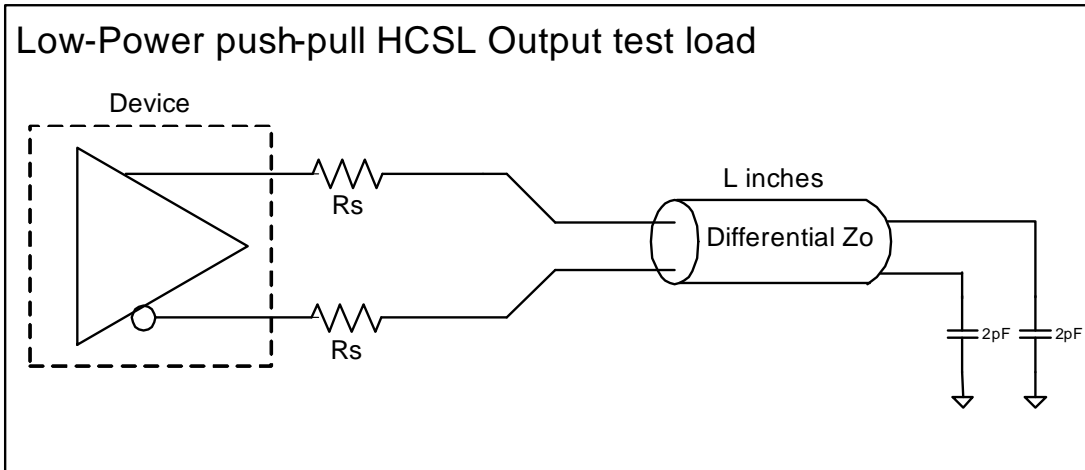 Low-Power push-pull HCSL Output test load
Device
L inches
Rs
Differential Zo
Rs
2pF
2pF